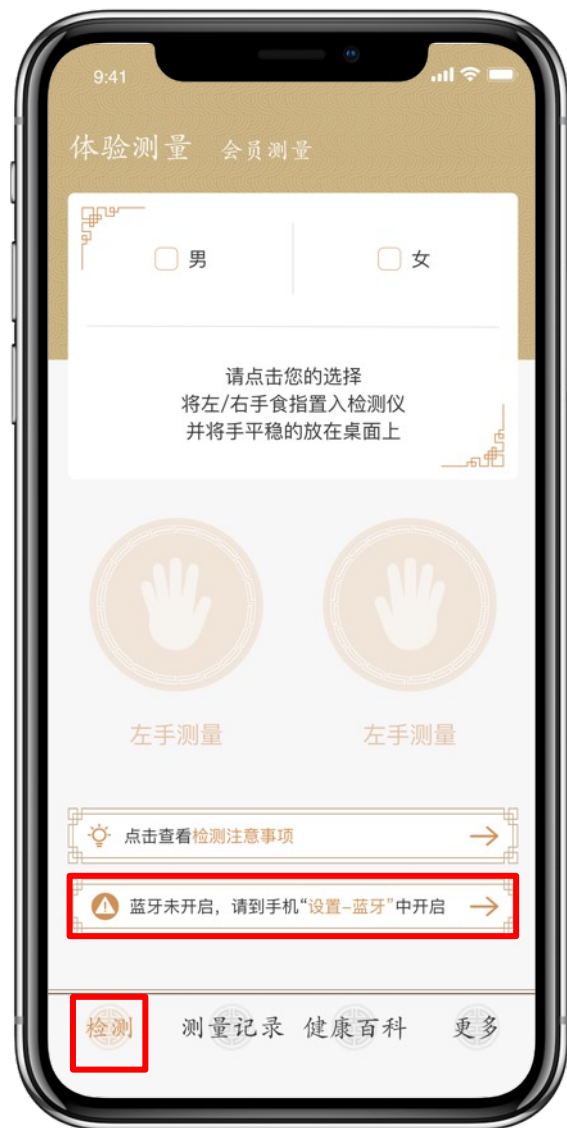 9:41
体验测量 会员测量
男 女
请点击您的选择
将左/右手食指置入检测仪
并将手平稳的放在桌面上
左手测量 左手测量
点击查看检测注意事项
蓝牙未开启，请到手机“设置-蓝牙”中开启
检测 测量记录 健康百科 更多